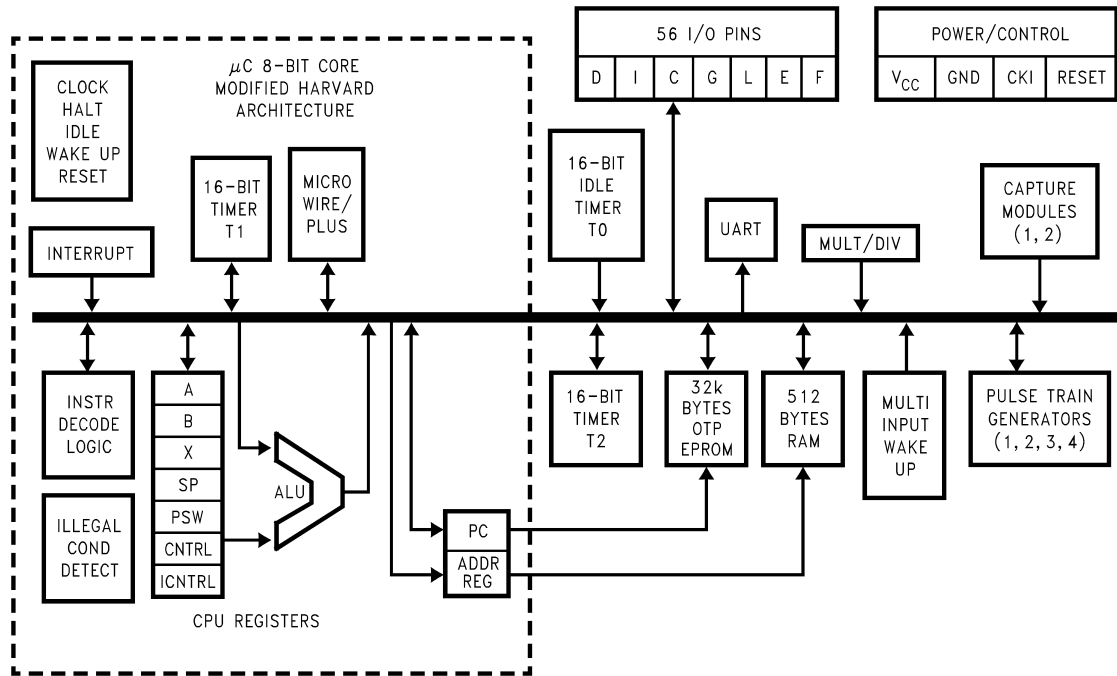 56 I/O PINS
D I C G L E F
POWER/CONTROL
VCC GND CKI RESET
μC 8-BIT CORE
MODIFIED HARVARD
ARCHITECTURE
CLOCK
HALT
IDLE
WAKE UP
RESET
16-BIT
TIMER
T1
MICRO
WIRE/
PLUS
16-BIT
IDLE
TIMER
T0
UART
MULT/DIV
CAPTURE
MODULES
(1, 2)
INTERRUPT
INSTR
DECODE
LOGIC
A
B
X
SP
PSW
CNTRL
ICNTRL
ALU
ILLEGAL
COND
DETECT
CPU REGISTERS
PC
ADDR
REG
16-BIT
TIMER
T2
32k
BYTES
OTP
EPROM
512
BYTES
RAM
MULTI
INPUT
WAKE
UP
PULSE TRAIN
GENERATORS
(1, 2, 3, 4)